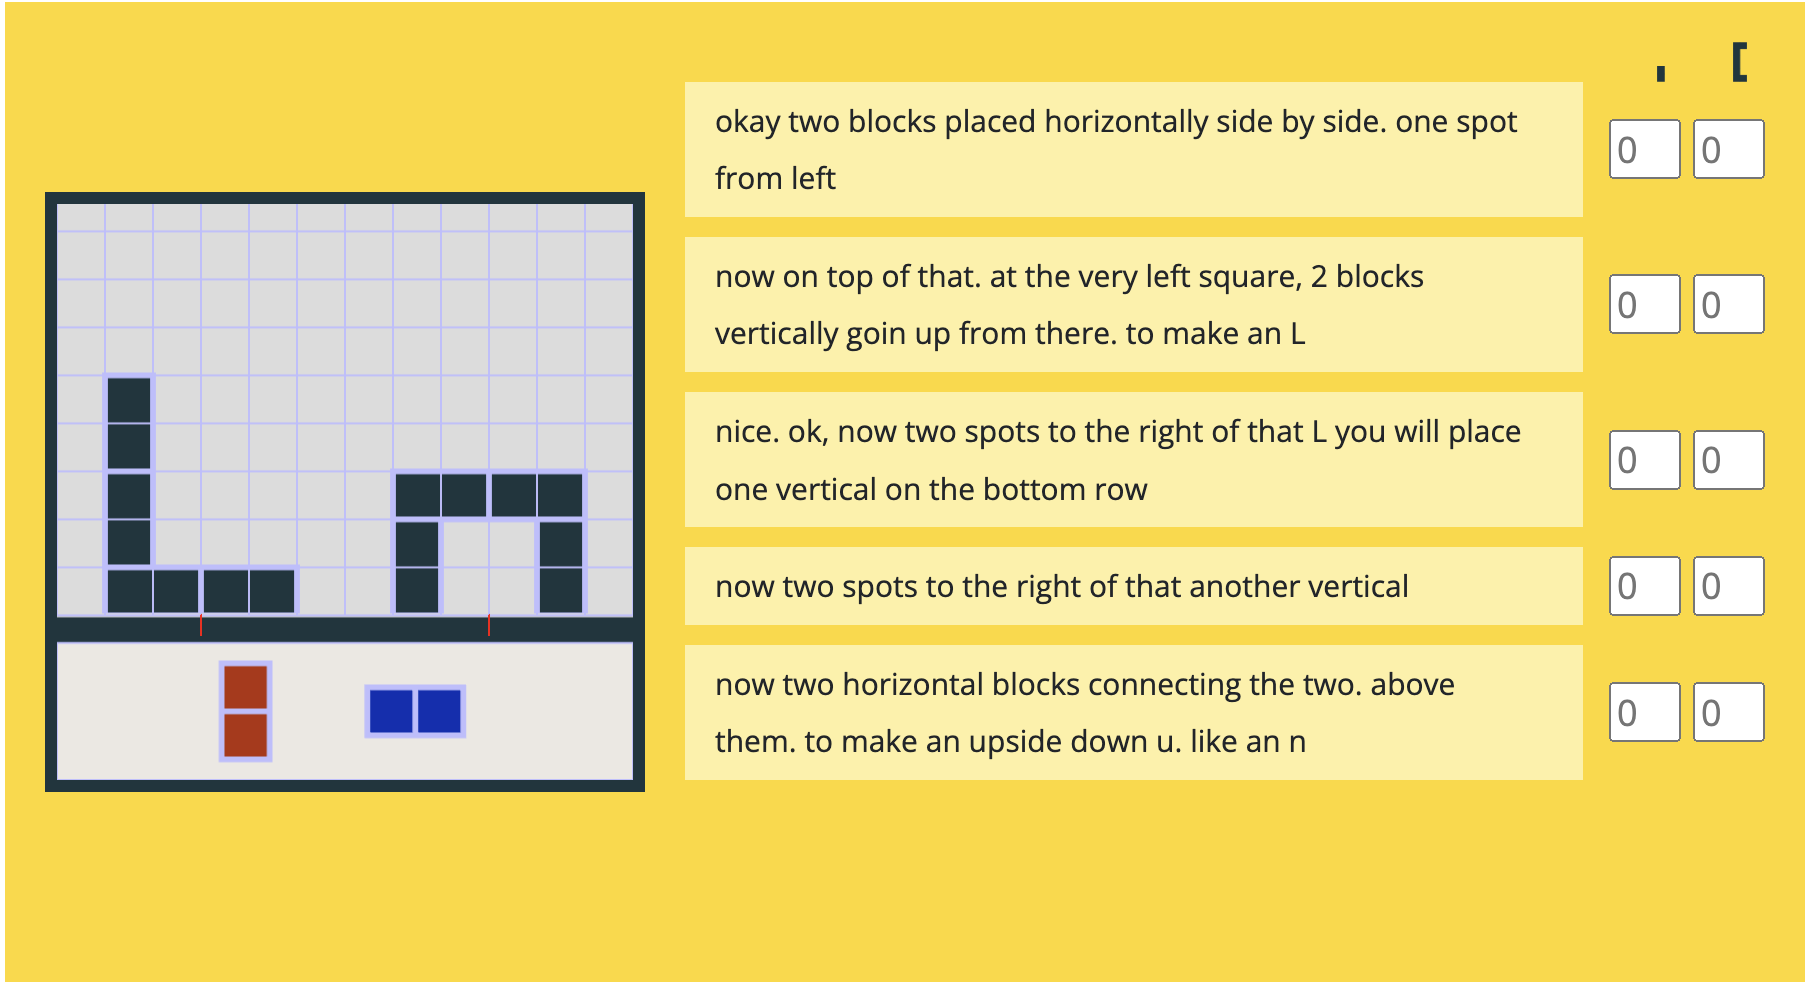 okay two blocks placed horizontally side by side. one spot
from left
0 0
now on top of that. at the very left square, 2 blocks
vertically goin up from there. to make an L
0 0
nice. ok, now two spots to the right of that L you will place
one vertical on the bottom row
0 0
now two spots to the right of that another vertical
0 0
now two horizontal blocks connecting the two. above
them. to make an upside down u. like an n
0 0